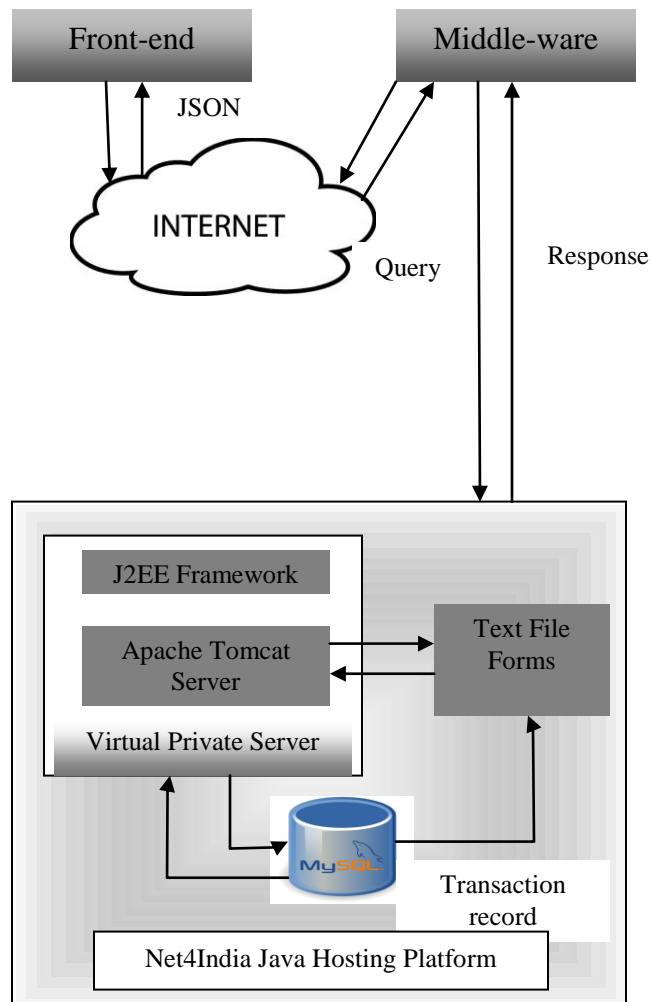 Front-end
Middle-ware
JSON
INTERNET
Query
Response
J2EE Framework
Apache Tomcat
Server
Text File
Forms
Virtual Private Server
MySQL
Transaction
record
Net4India Java Hosting Platform